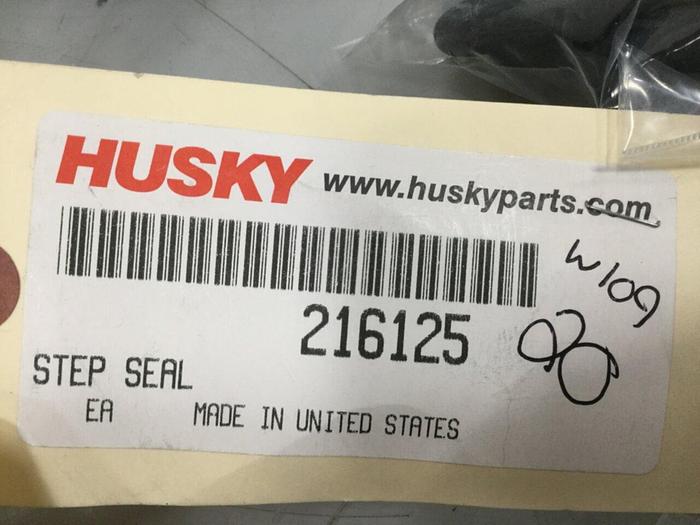 HUSKY www.huskyparts.com
216125
W109
STEP SEAL
EA MADE IN UNITED STATES